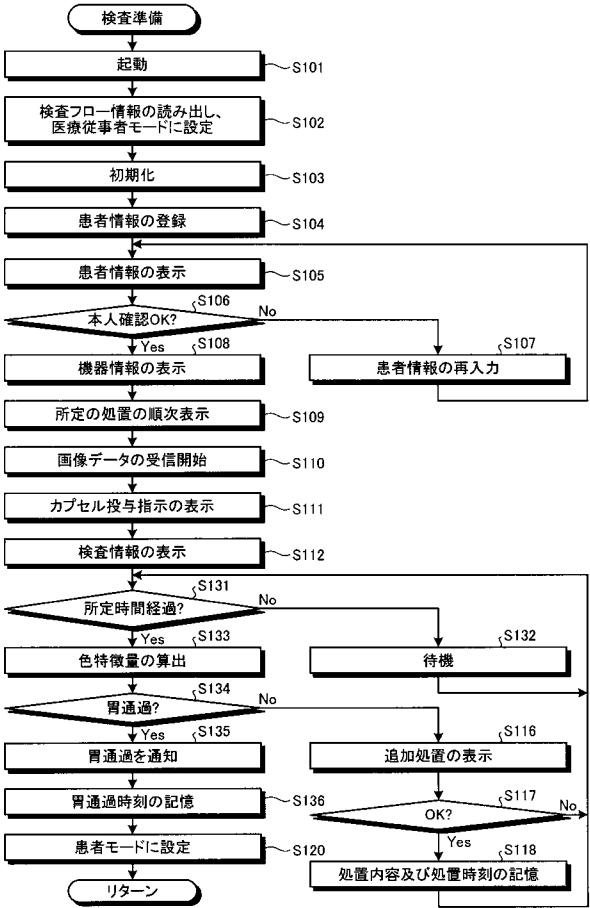 検査準備
起動
S101
検査フロー情報の読み出し、
医療従事者モードに設定
S102
初期化
S103
患者情報の登録
S104
患者情報の表示
S105
本人確認OK?
S106
No
Yes
S108
機器情報の表示
S107
患者情報の再入力
所定の処置の順次表示
S109
画像データの受信開始
S110
カプセル投与指示の表示
S111
検査情報の表示
S112
S131
所定時間経過?
No
Yes
S133
色特徴量の算出
S132
待機
S134
胃通過?
No
Yes
S135
胃通過を通知
S116
追加処置の表示
胃通過時刻の記憶
S136
S117
OK?
No
Yes
患者モードに設定
S120
S118
処置内容及び処置時刻の記憶
リターン